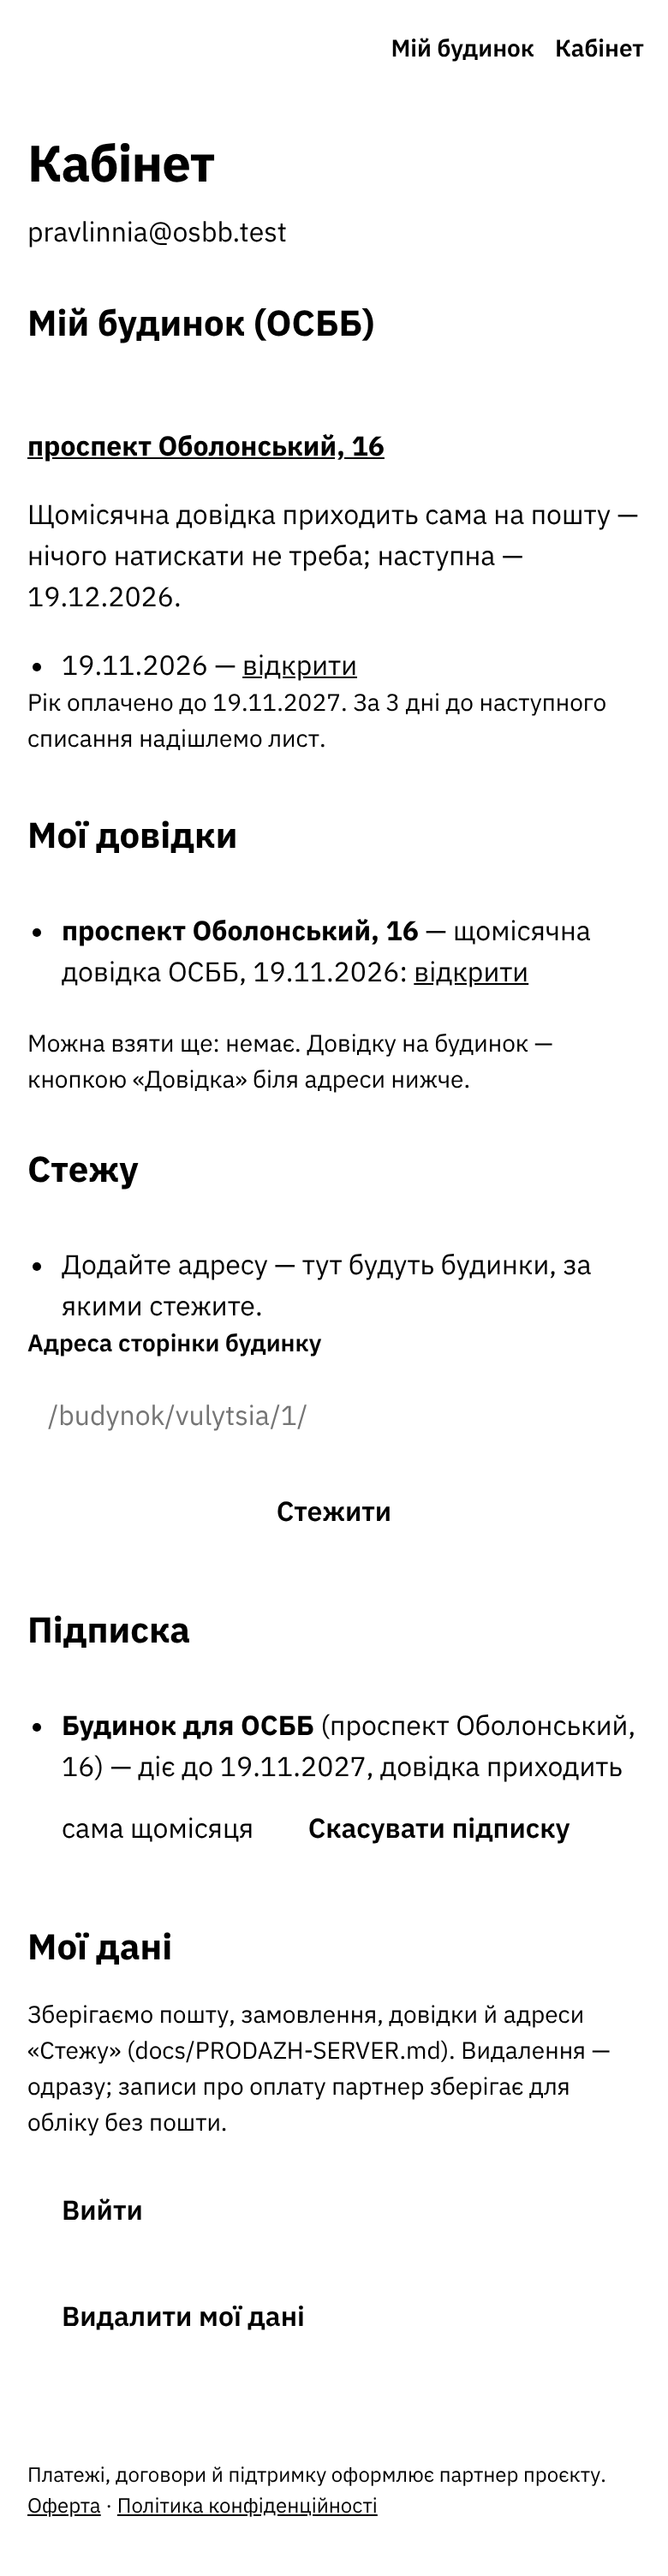 Мій будинок Кабінет
Кабінет
pravlinnia@osbb.test
Мій будинок (ОСББ)
проспект Оболонський, 16
Щомісячна довідка приходить сама на пошту —
нічого натискати не треба; наступна —
19.12.2026.
• 19.11.2026 — відкрити
Рік оплачено до 19.11.2027. За 3 дні до наступного
списання надішлемо лист.
Мої довідки
• проспект Оболонський, 16 — щомісячна
довідка ОСББ, 19.11.2026: відкрити
Можна взяти ще: немає. Довідку на будинок —
кнопкою «Довідка» біля адреси нижче.
Стежу
• Додайте адресу — тут будуть будинки, за
якими стежите.
Адреса сторінки будинку
/budynok/vulytsia/1/
Стежити
Підписка
• Будинок для ОСББ (проспект Оболонський,
16) — діє до 19.11.2027, довідка приходить
сама щомісяця Скасувати підписку
Мої дані
Зберігаємо пошту, замовлення, довідки й адреси
«Стежу» (docs/PRODAZH-SERVER.md). Видалення —
одразу; записи про оплату партнер зберігає для
обліку без пошти.
Вийти
Видалити мої дані
Платежі, договори й підтримку оформлює партнер проєкту.
Оферта · Політика конфіденційності